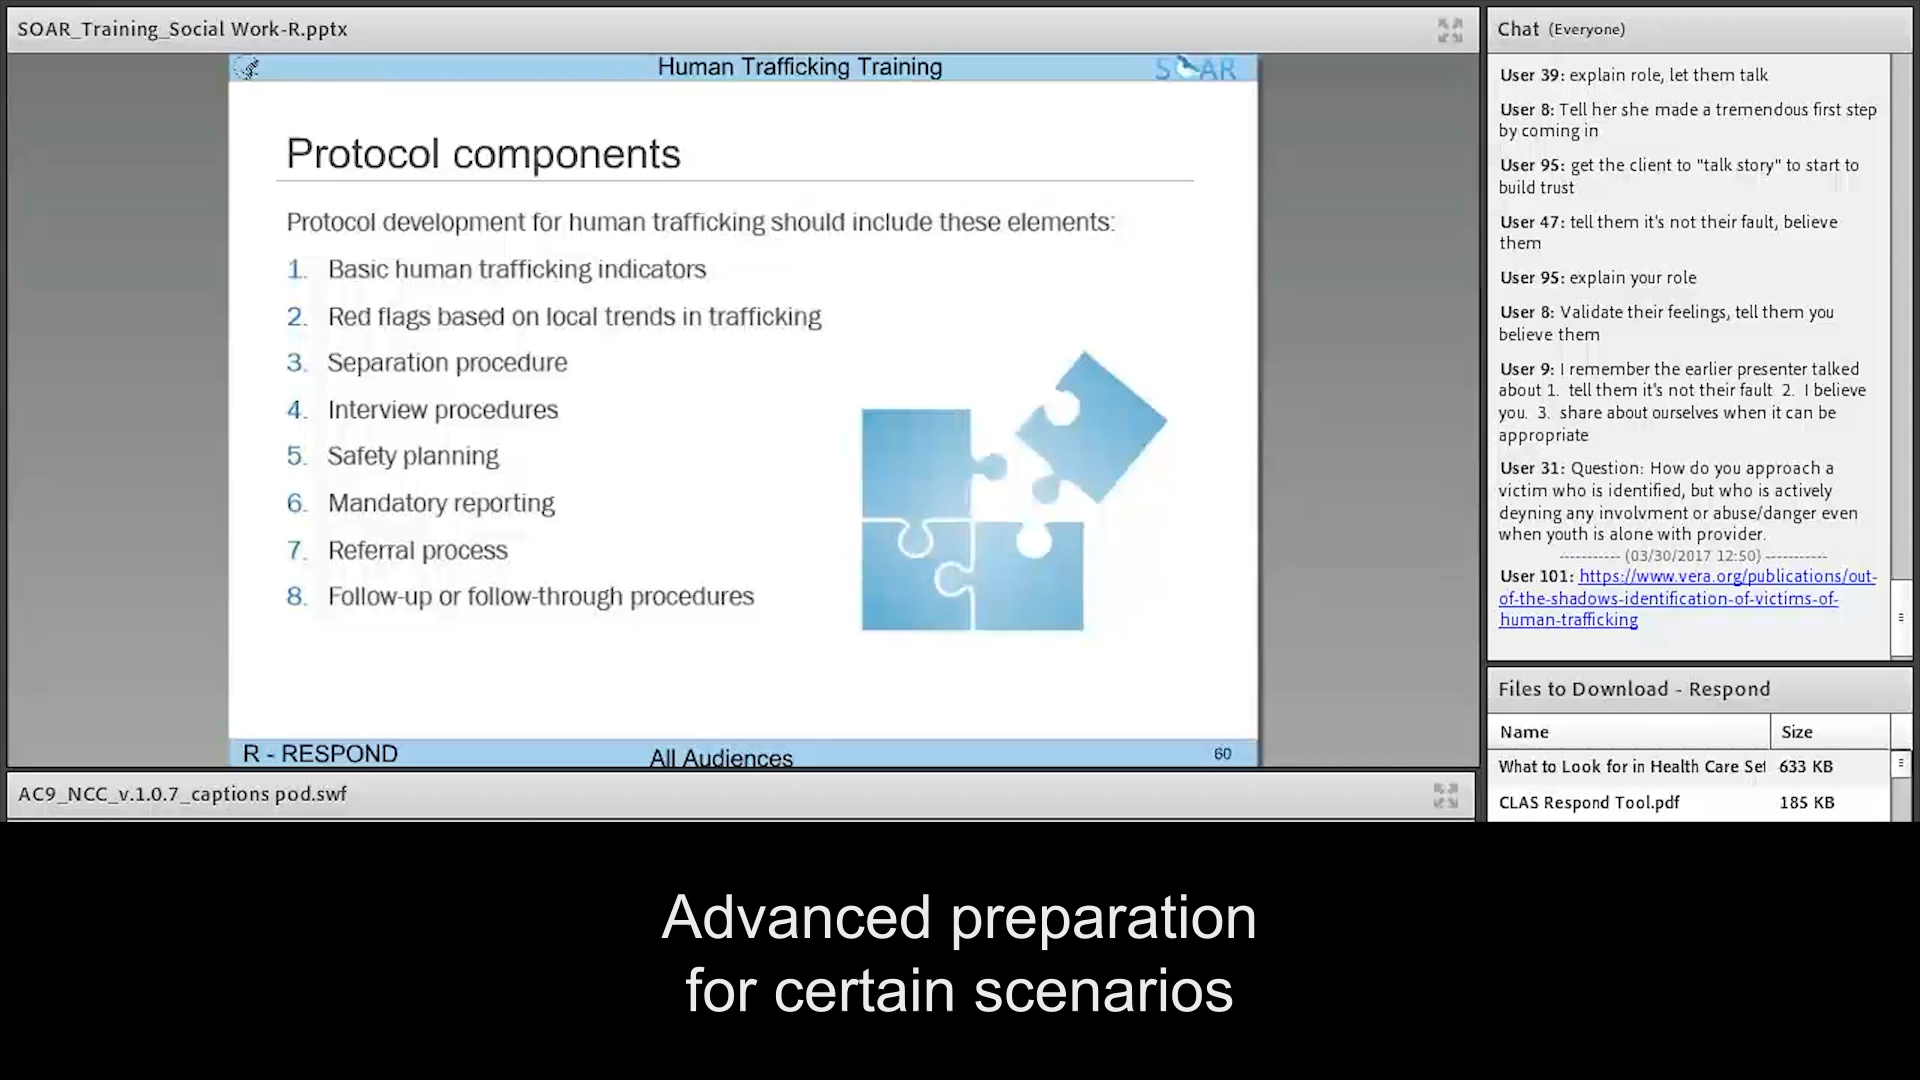 SOAR_Training_Social Work-R.pptx
Human Trafficking Training
SOAR
Protocol components
Protocol development for human trafficking should include these elements:
1. Basic human trafficking indicators
2. Red flags based on local trends in trafficking
3. Separation procedure
4. Interview procedures
5. Safety planning
6. Mandatory reporting
7. Referral process
8. Follow-up or follow-through procedures
R - RESPOND
All Audiences
60
AC9_NCC_v.1.0.7_captions pod.swf
Advanced preparation
for certain scenarios
Chat (Everyone)
User 39: explain role, let them talk
User 8: Tell her she made a tremendous first step
by coming in
User 95: get the client to "talk story" to start to
build trust
User 47: tell them it's not their fault, believe
them
User 95: explain your role
User 8: Validate their feelings, tell them you
believe them
User 9: I remember the earlier presenter talked
about 1. tell them it's not their fault 2. I believe
you. 3. share about ourselves when it can be
appropriate
User 31: Question: How do you approach a
victim who is identified, but who is actively
deyning any involvment or abuse/danger even
when youth is alone with provider.
----------- (03/30/2017 12:50) -----------
User 101: https://www.vera.org/publications/out-
of-the-shadows-identification-of-victims-of-
human-trafficking
Files to Download - Respond
Name Size
What to Look for in Health Care Set 633 KB
CLAS Respond Tool.pdf 185 KB